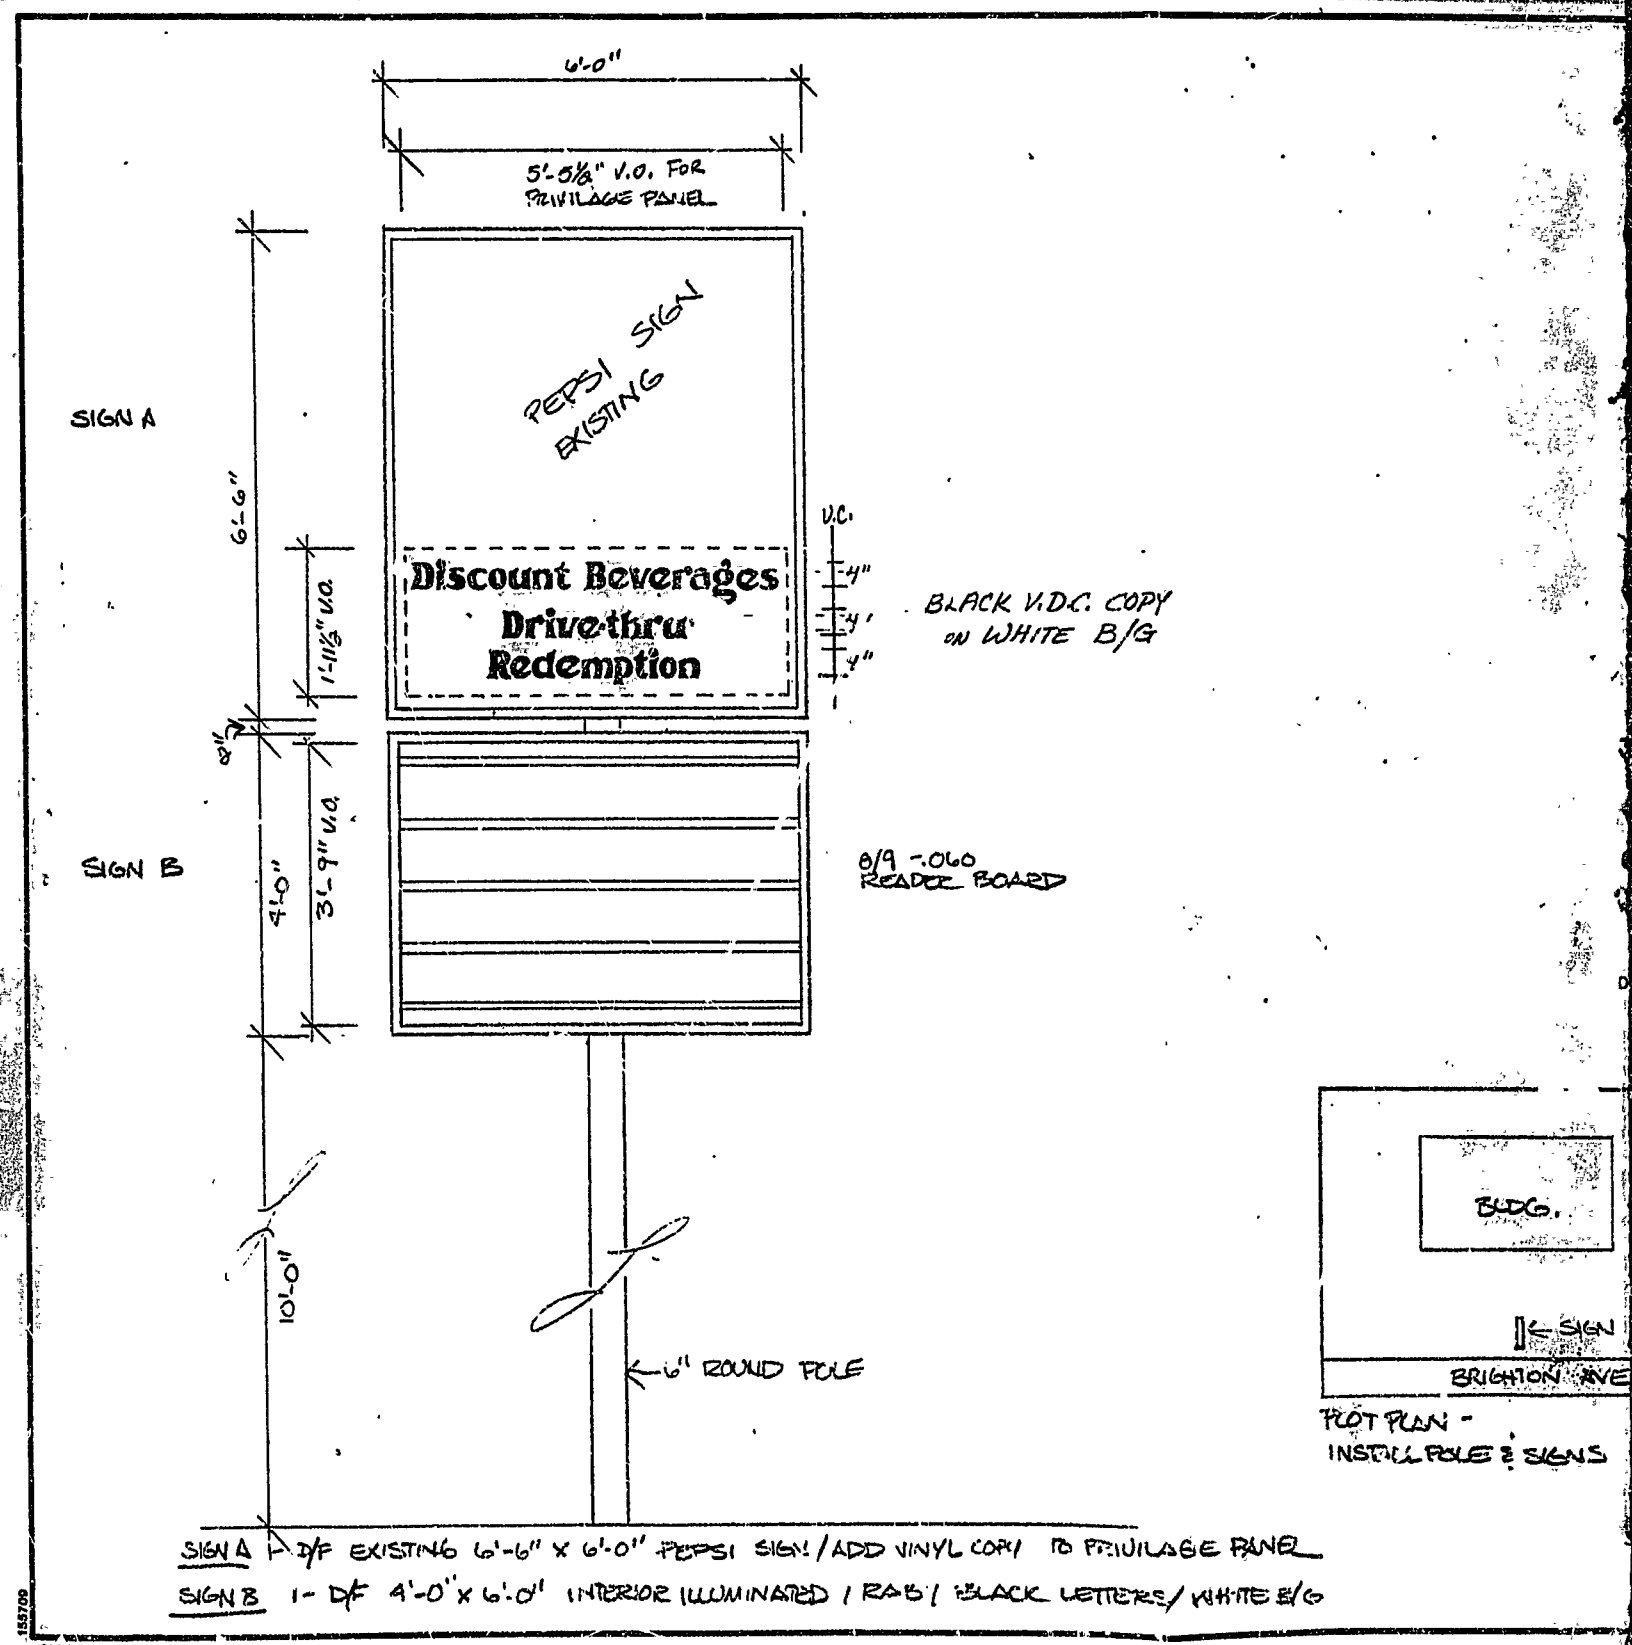 6'-0"
5'-5½" V.O. FOR
PRIVILAGE PANEL
PEPSI SIGN
EXISTING
SIGN A
6'-6"
1'-11½" V.O.
V.C.
Discount Beverages
Drive-thru
Redemption
4"
4"
4"
BLACK V.D.C. COPY
ON WHITE B/G
8"
SIGN B
4'-0"
3'-9" V.O.
8/9 -.060
READER BOARD
10'-0"
6" ROUND POLE
BLDG.
SIGN
BRIGHTON AVE
PLOT PLAN -
INSTALL POLE & SIGNS
SIGN A 1- D/F EXISTING 6'-6" X 6'-0" PEPSI SIGN/ADD VINYL COPY TO PRIVILAGE PANEL
SIGN B 1- D/F 4'-0" X 6'-0" INTERIOR ILLUMINATED / RAB / BLACK LETTERS/WHITE B/G
155709